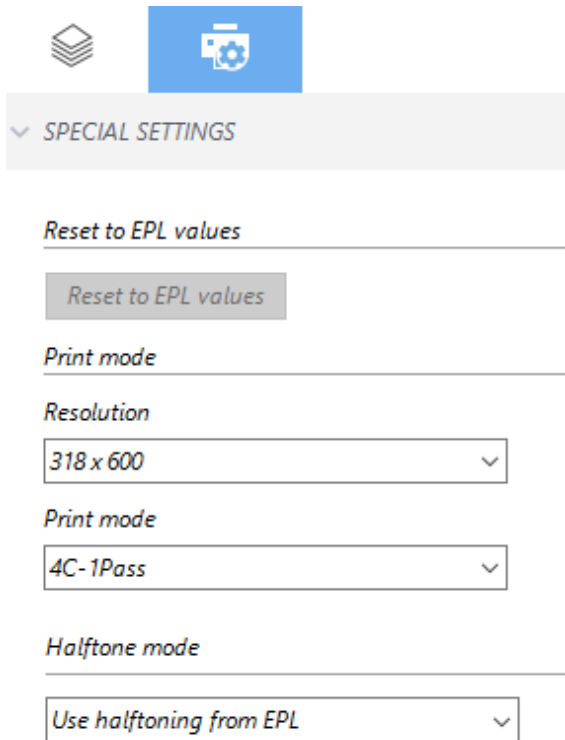 SPECIAL SETTINGS
Reset to EPL values
Reset to EPL values
Print mode
Resolution
318 x 600
Print mode
4C-1Pass
Halftone mode
Use halftoning from EPL